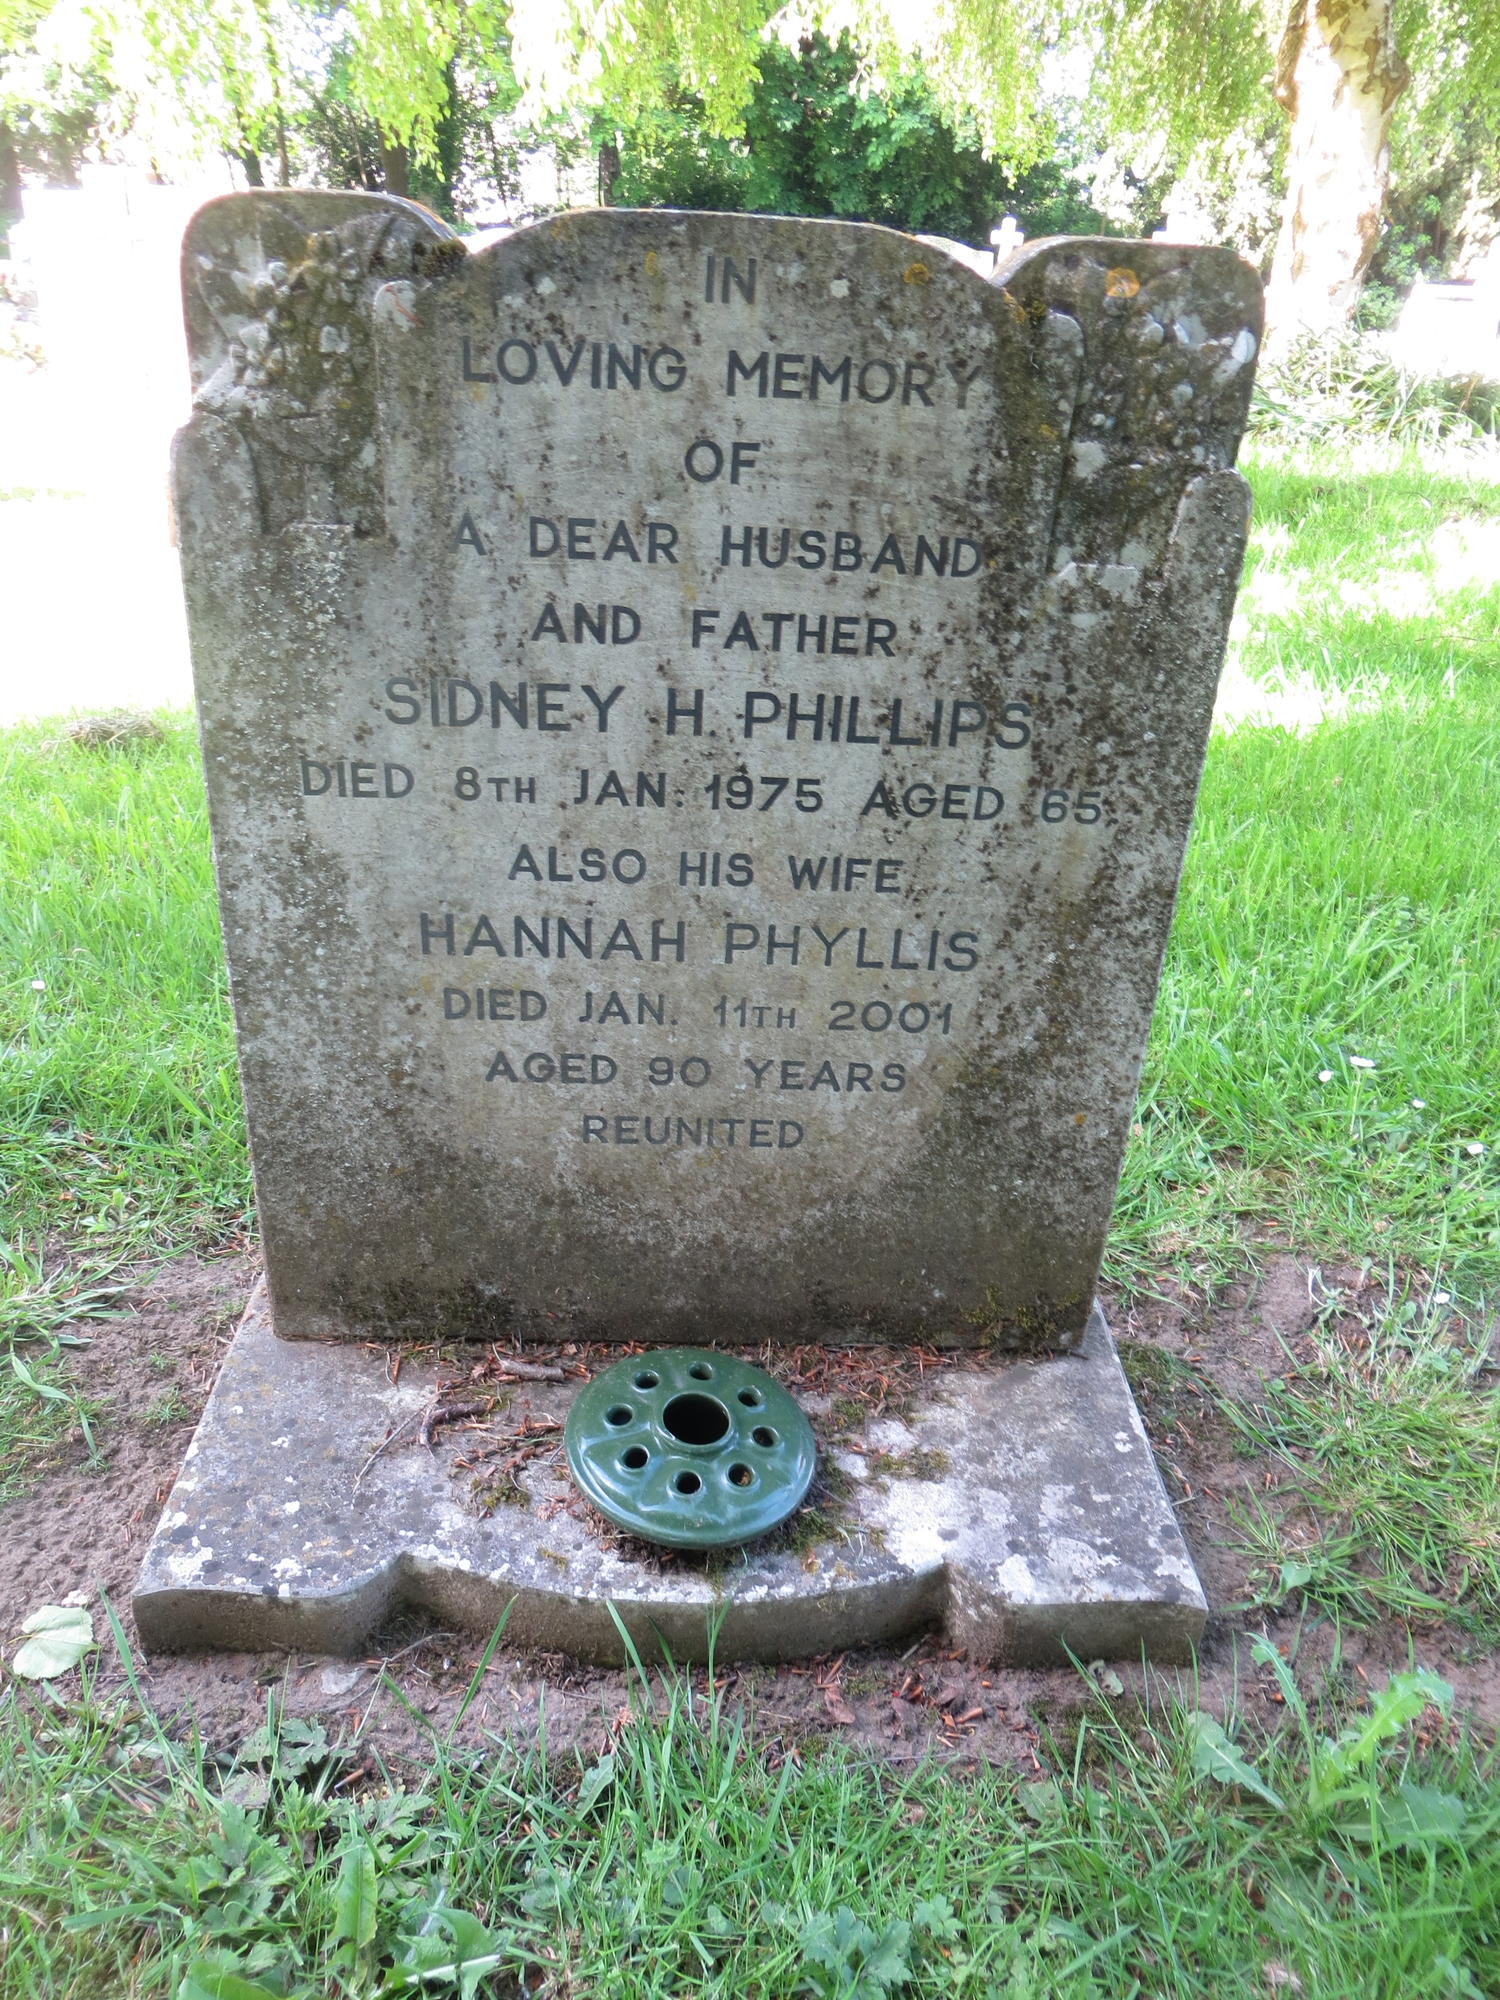 IN
LOVING MEMORY
OF
A DEAR HUSBAND
AND FATHER
SIDNEY H. PHILLIPS
DIED 8TH JAN. 1975 AGED 65.
ALSO HIS WIFE
HANNAH PHYLLIS
DIED JAN. 11TH 2001
AGED 90 YEARS
REUNITED